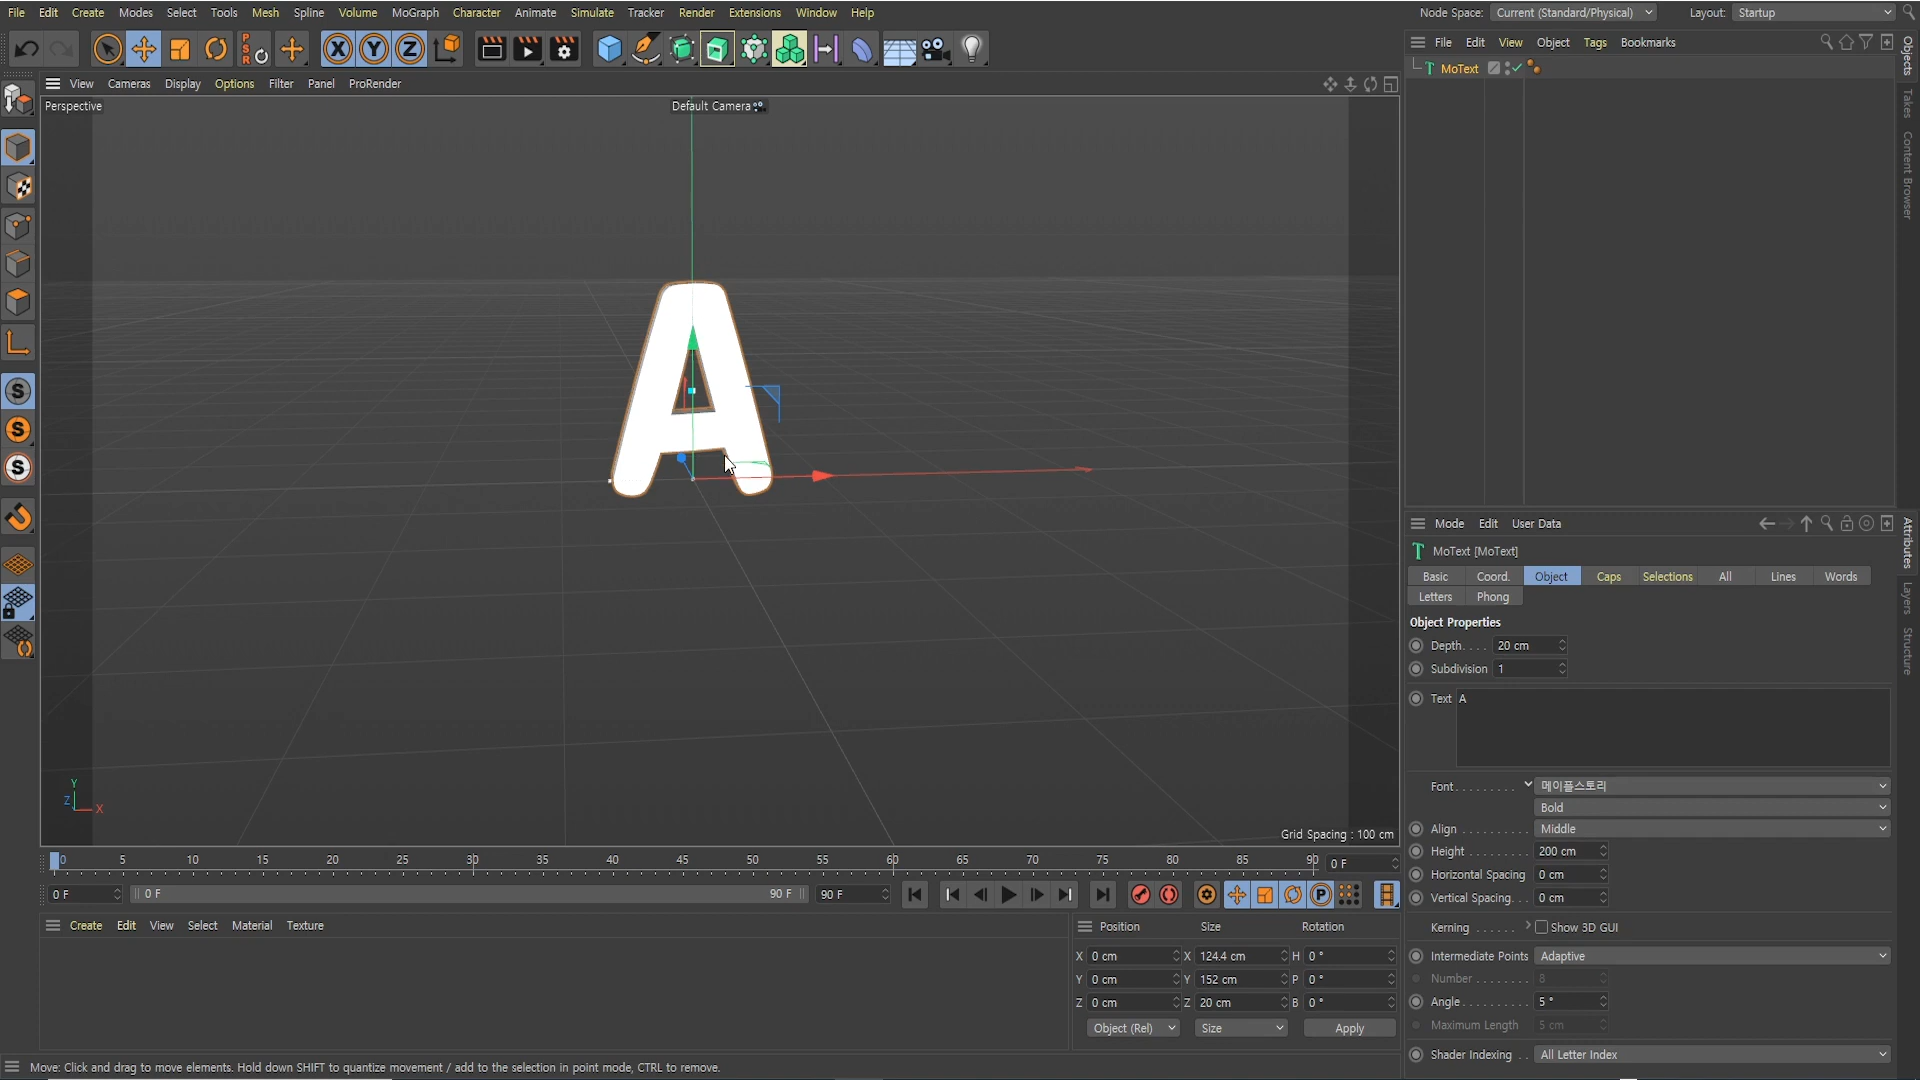 File Edit Create Modes Select Tools Mesh Spline Volume MoGraph Character Animate Simulate Tracker Render Extensions Window Help Node Space: Current (Standard/Physical) Layout: Startup
P S R X Y Z
File Edit View Object Tags Bookmarks
MoText
View Cameras Display Options Filter Panel ProRender
Perspective
Default Camera
A
Y
Z X
Grid Spacing : 100 cm
Objects
Takes
Content Browser
Mode Edit User Data
MoText [MoText]
Basic Coord. Object Caps Selections All Lines Words
Letters Phong
Object Properties
Depth. . . . 20 cm
Subdivision 1
Text A
Font. . . . . . . . . 메이플스토리
Bold
Align . . . . . . . . . . Middle
Height . . . . . . . . . 200 cm
Horizontal Spacing 0 cm
Vertical Spacing. . . 0 cm
Kerning . . . . . . Show 3D GUI
Intermediate Points Adaptive
Number . . . . . . . . 8
Angle. . . . . . . . . . 5 °
Maximum Length 5 cm
Shader Indexing . . All Letter Index
Attributes
Layers
Structure
0 5 10 15 20 25 30 35 40 45 50 55 60 65 70 75 80 85 90 0 F
0 F 0 F 90 F 90 F
Create Edit View Select Material Texture
Position Size Rotation
X 0 cm X 124.4 cm H 0 °
Y 0 cm Y 152 cm P 0 °
Z 0 cm Z 20 cm B 0 °
Object (Rel) Size Apply
Move: Click and drag to move elements. Hold down SHIFT to quantize movement / add to the selection in point mode, CTRL to remove.